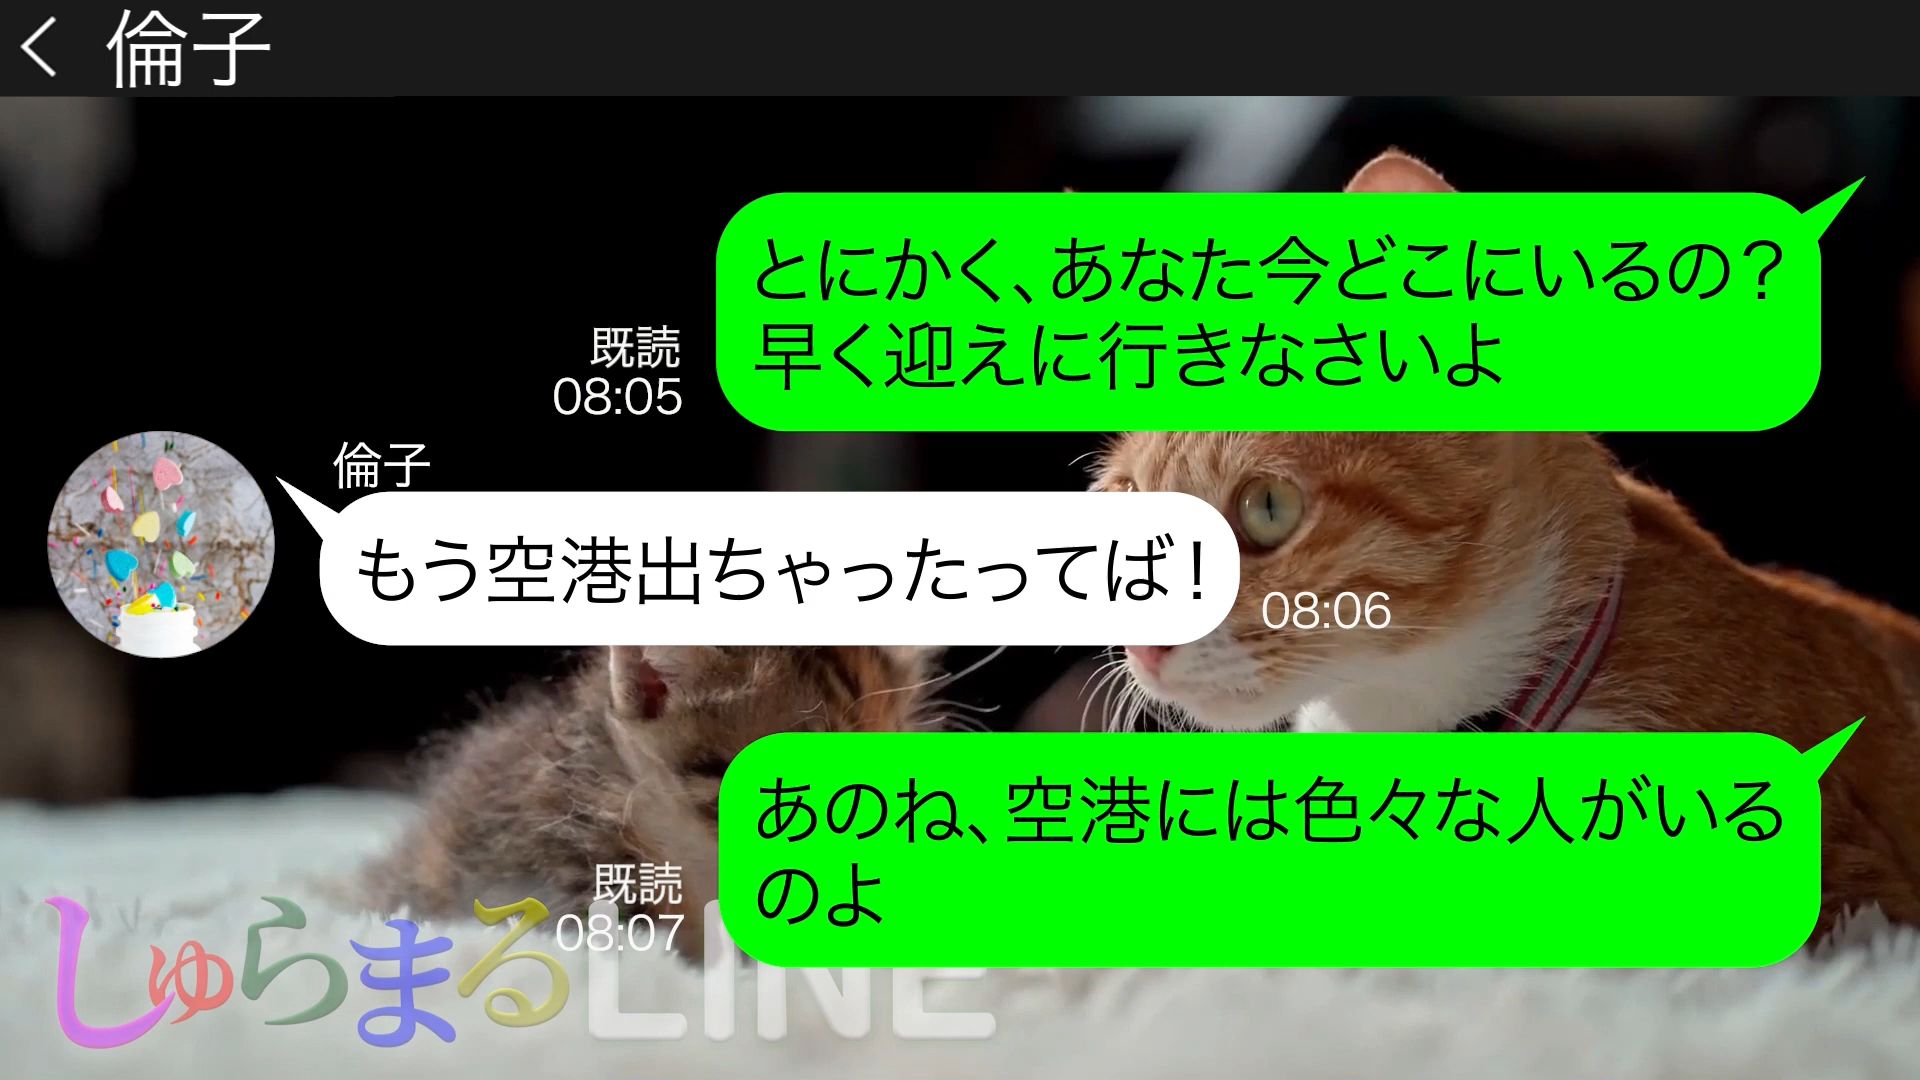 倫子
とにかく、あなた今どこにいるの？
早く迎えに行きなさいよ
既読
08:05
倫子
もう空港出ちゃったってば！
08:06
あのね、空港には色々な人がいる
のよ
既読
08:07
しゅらまるLINE